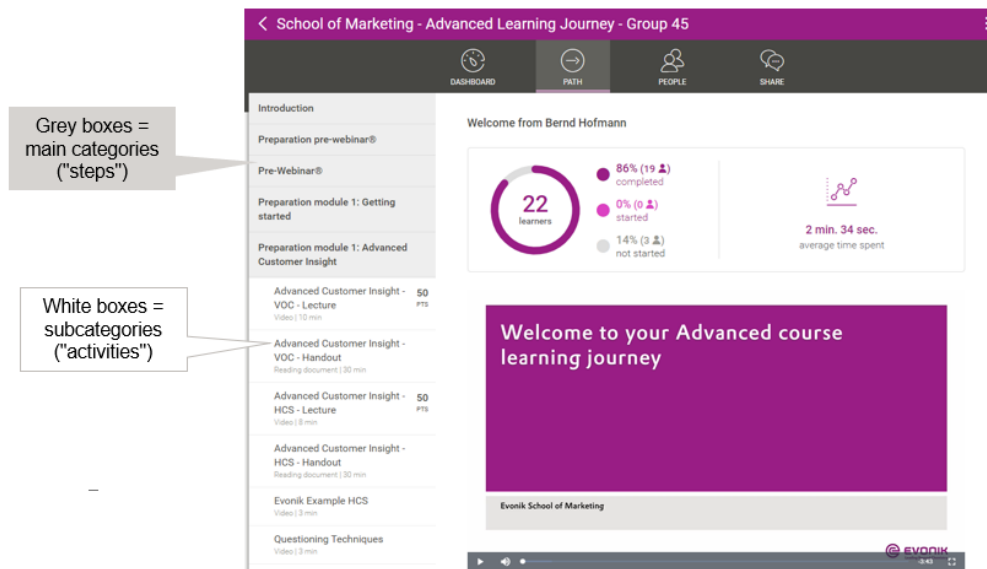 School of Marketing - Advanced Learning Journey - Group 45
DASHBOARD
PATH
PEOPLE
SHARE
Grey boxes =
main categories
("steps")
White boxes =
subcategories
("activities")
Introduction
Preparation pre-webinar®
Pre-Webinar®
Preparation module 1: Getting
started
Preparation module 1: Advanced
Customer Insight
Advanced Customer Insight - 50
VOC - Lecture PTS
Video | 10 min
Advanced Customer Insight -
VOC - Handout
Reading document | 30 min
Advanced Customer Insight - 50
HCS - Lecture PTS
Video | 8 min
Advanced Customer Insight -
HCS - Handout
Reading document | 30 min
Evonik Example HCS
Video | 3 min
Questioning Techniques
Video | 3 min
Welcome from Bernd Hofmann
22
learners
86% (19)
completed
0% (0)
started
14% (3)
not started
2 min. 34 sec.
average time spent
Welcome to your Advanced course
learning journey
Evonik School of Marketing
EVONIK
-3:43